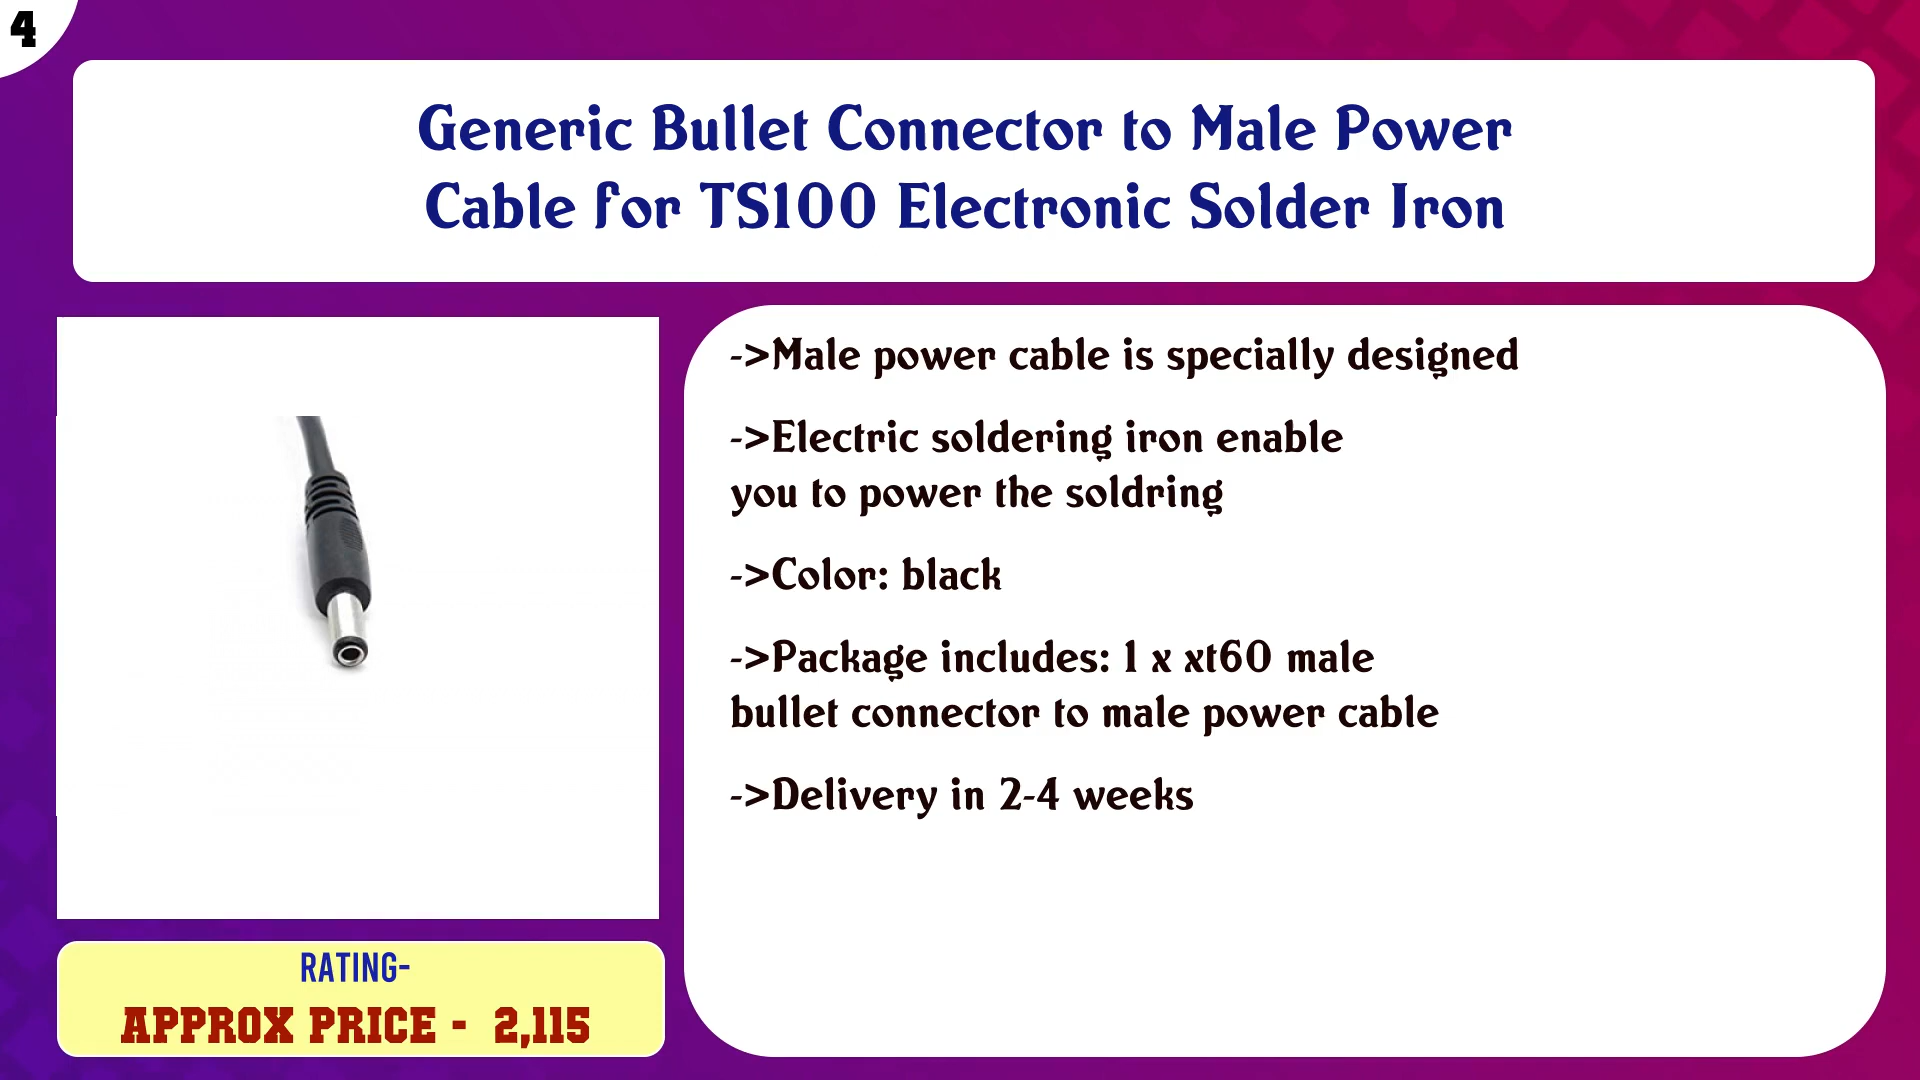 4
Generic Bullet Connector to Male Power
Cable for TS100 Electronic Solder Iron
->Male power cable is specially designed
->Electric soldering iron enable
you to power the soldring
->Color: black
->Package includes: 1 x xt60 male
bullet connector to male power cable
->Delivery in 2-4 weeks
RATING-
APPROX PRICE - 2,115